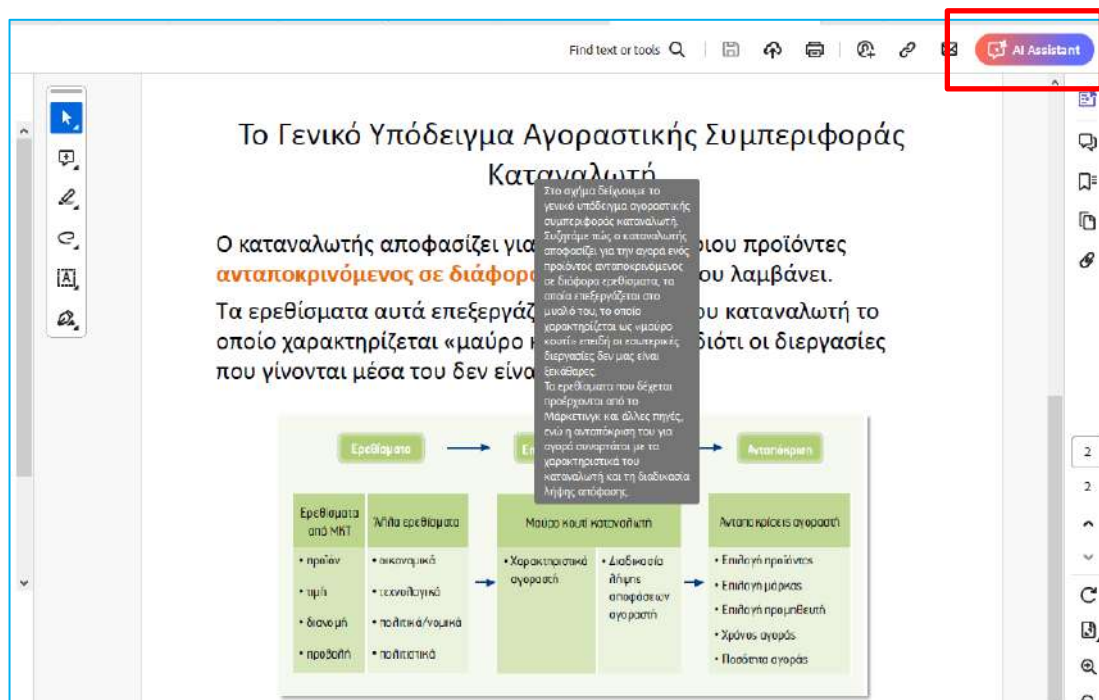 Find text or tools
AI Assistant
Το Γενικό Υπόδειγμα Αγοραστικής Συμπεριφοράς
Καταναλωτή
Ο καταναλωτής αποφασίζει για ριου προϊόντες
ανταποκρινόμενος σε διάφορ ου λαμβάνει.
Τα ερεθίσματα αυτά επεξεργάζ ου καταναλωτή το
οποίο χαρακτηρίζεται «μαύρο διότι οι διεργασίες
που γίνονται μέσα του δεν είνα
Στο σχήμα δείχνουμε το
γενικό υπόδειγμα αγοραστικής
συμπεριφοράς καταναλωτή.
Συζητάμε πώς ο καταναλωτής
αποφασίζει για την αγορά ενός
προϊόντος ανταποκρινόμενος
σε διάφορα ερεθίσματα, τα
οποία επεξεργάζεται στο
μυαλό του, το οποίο
χαρακτηρίζεται ως «μαύρο
κουτί» επειδή οι εσωτερικές
διεργασίες δεν μας είναι
ξεκάθαρες.
Τα ερεθίσματα που δέχεται
προέρχονται από το
Μάρκετινγκ και άλλες πηγές,
ενώ η ανταπόκριση του για
αγορά συναρτάται με τα
χαρακτηριστικά του
καταναλωτή και τη διαδικασία
λήψης απόφασης.
Ερεθίσματα
Ανταπόκριση
Ερεθίσματα
από ΜΚΤ
Άλλα ερεθίσματα
Μαύρο κουτί καταναλωτή
Ανταποκρίσεις αγοραστή
• προϊόν
• τιμή
• διανομή
• προβολή
• οικονομικά
• τεχνολογικά
• πολιτικά/νομικά
• πολιτιστικά
• Χαρακτηριστικά
αγοραστή
• Διαδικασία
λήψης
αποφάσεων
αγοραστή
• Επιλογή προϊόντος
• Επιλογή μάρκας
• Επιλογή προμηθευτή
• Χρόνος αγοράς
• Ποσότητα αγοράς
2
2